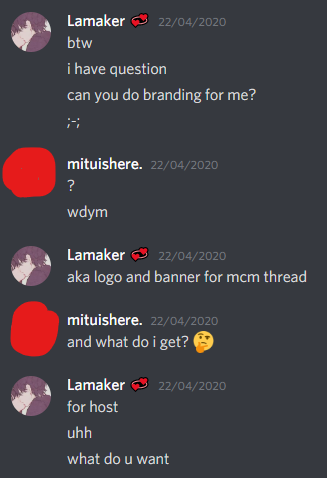 Lamaker 💞 22/04/2020
btw
i have question
can you do branding for me?
;-;
mituishere. 22/04/2020
?
wdym
Lamaker 💞 22/04/2020
aka logo and banner for mcm thread
mituishere. 22/04/2020
and what do i get? 🤔
Lamaker 💞 22/04/2020
for host
uhh
what do u want